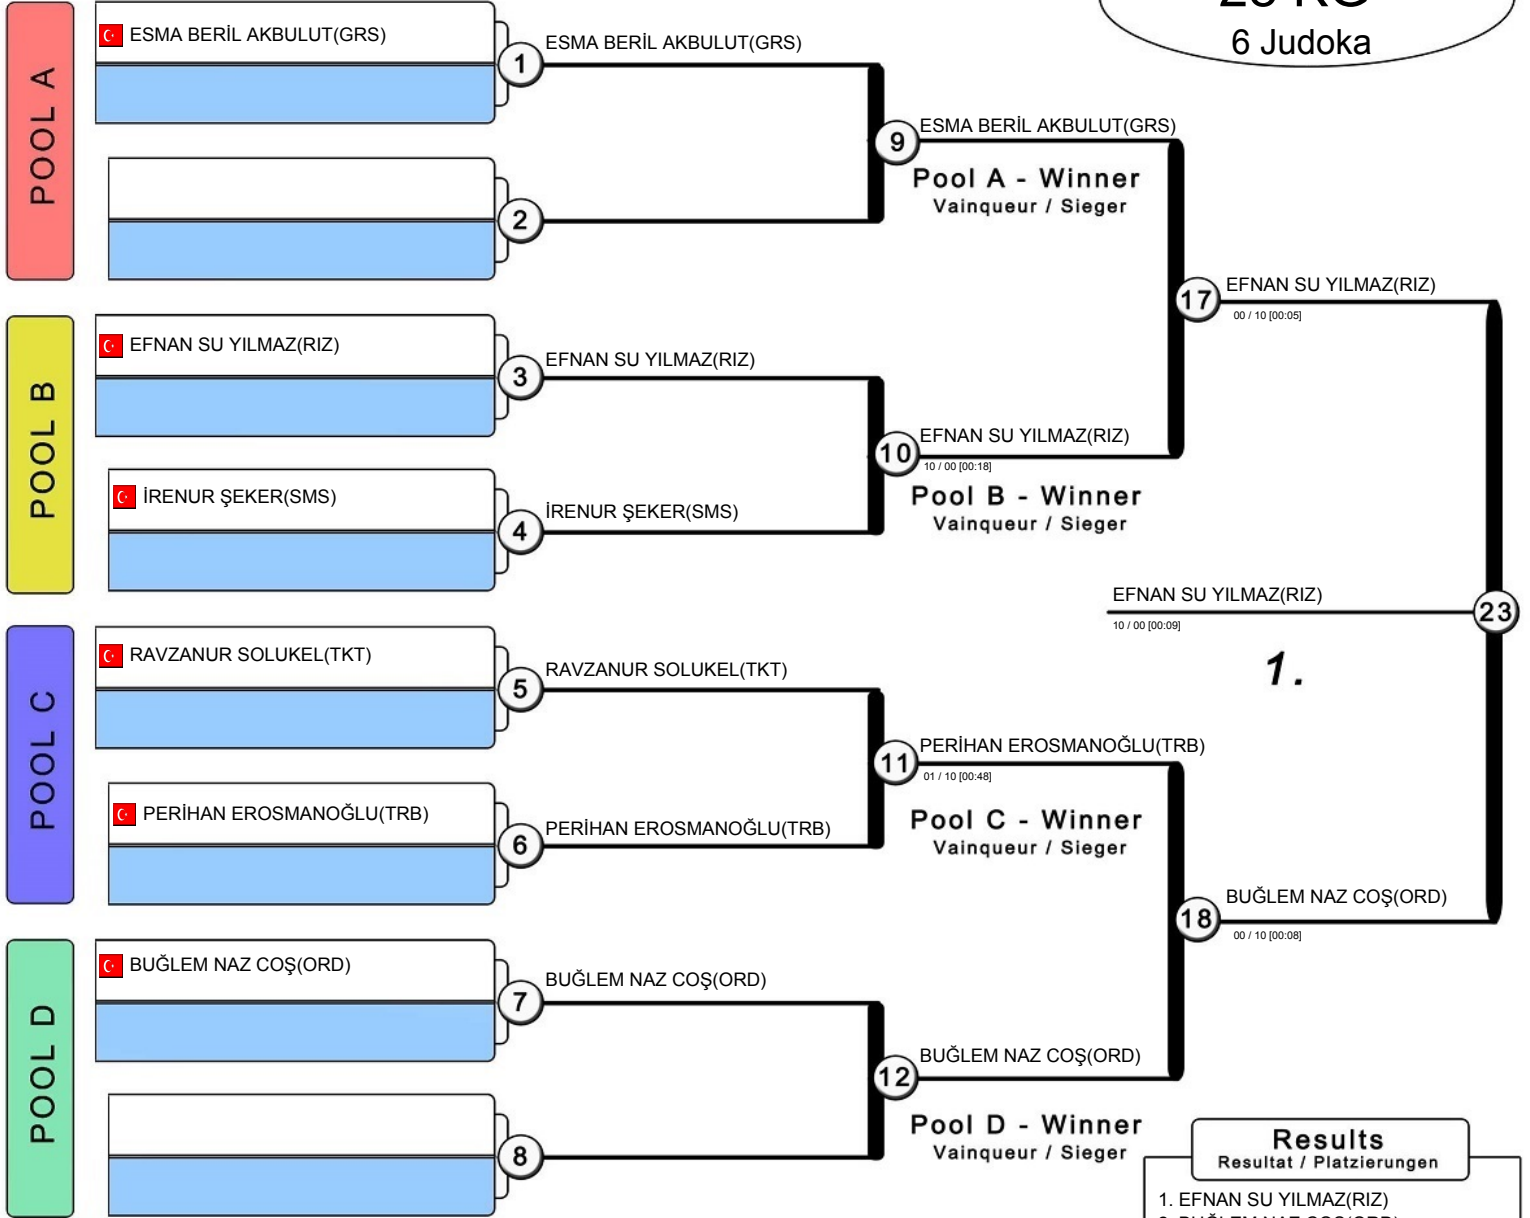 28 KG
6 Judoka
POOL A
ESMA BERİL AKBULUT(GRS)
1
ESMA BERİL AKBULUT(GRS)
2
9
ESMA BERİL AKBULUT(GRS)
Pool A - Winner
Vainqueur / Sieger
POOL B
EFNAN SU YILMAZ(RIZ)
3
EFNAN SU YILMAZ(RIZ)
İRENUR ŞEKER(SMS)
4
İRENUR ŞEKER(SMS)
10
EFNAN SU YILMAZ(RIZ)
10 / 00 [00:18]
Pool B - Winner
Vainqueur / Sieger
17
EFNAN SU YILMAZ(RIZ)
00 / 10 [00:05]
EFNAN SU YILMAZ(RIZ)
10 / 00 [00:09]
23
1.
POOL C
RAVZANUR SOLUKEL(TKT)
5
RAVZANUR SOLUKEL(TKT)
PERİHAN EROSMANOĞLU(TRB)
6
PERİHAN EROSMANOĞLU(TRB)
11
PERİHAN EROSMANOĞLU(TRB)
01 / 10 [00:48]
Pool C - Winner
Vainqueur / Sieger
18
BUĞLEM NAZ COŞ(ORD)
00 / 10 [00:08]
POOL D
BUĞLEM NAZ COŞ(ORD)
7
BUĞLEM NAZ COŞ(ORD)
8
12
BUĞLEM NAZ COŞ(ORD)
Pool D - Winner
Vainqueur / Sieger
Results
Resultat / Platzierungen
1. EFNAN SU YILMAZ(RIZ)
2. BUĞLEM NAZ COŞ(ORD)